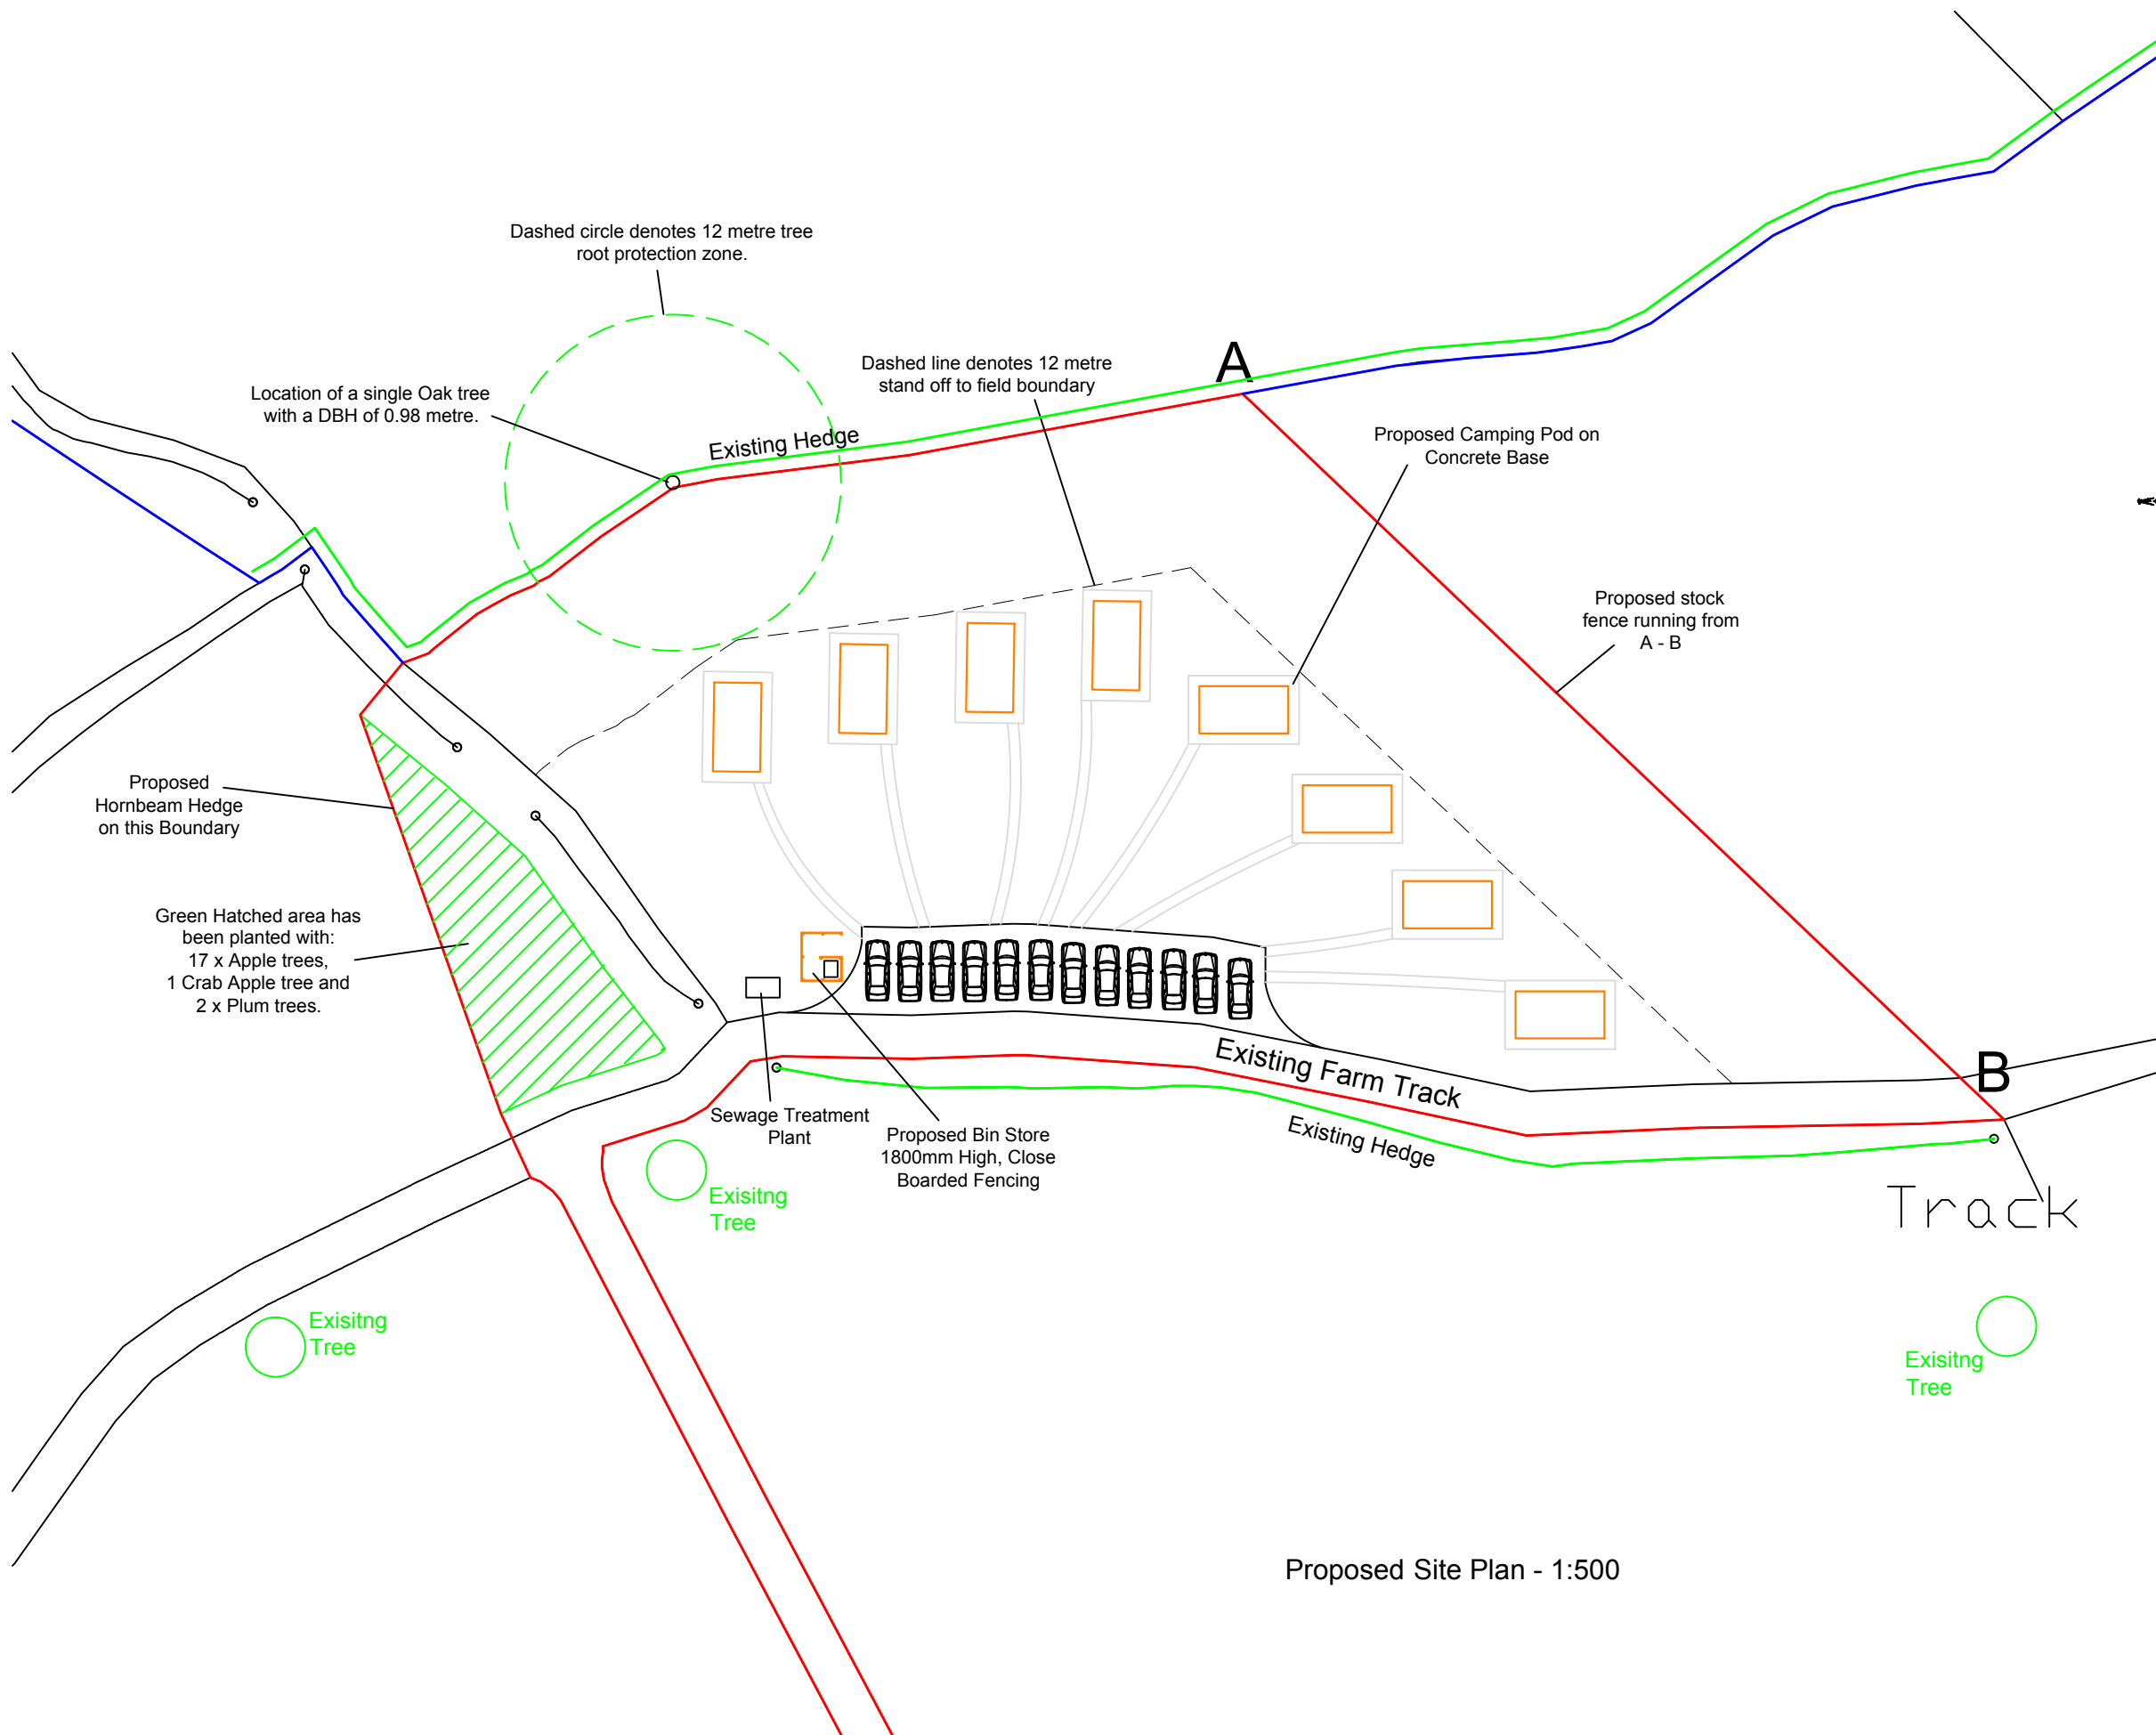 Dashed circle denotes 12 metre tree
root protection zone.
A
Dashed line denotes 12 metre
stand off to field boundary
Location of a single Oak tree
with a DBH of 0.98 metre.
Existing Hedge
Proposed Camping Pod on
Concrete Base
Proposed stock
fence running from
A - B
Proposed
Hornbeam Hedge
on this Boundary
Green Hatched area has
been planted with:
17 x Apple trees,
1 Crab Apple tree and
2 x Plum trees.
Existing Farm Track
B
Sewage Treatment
Plant
Proposed Bin Store
1800mm High, Close
Boarded Fencing
Existing Hedge
Exisitng
Tree
Track
Exisitng
Tree
Exisitng
Tree
Proposed Site Plan - 1:500